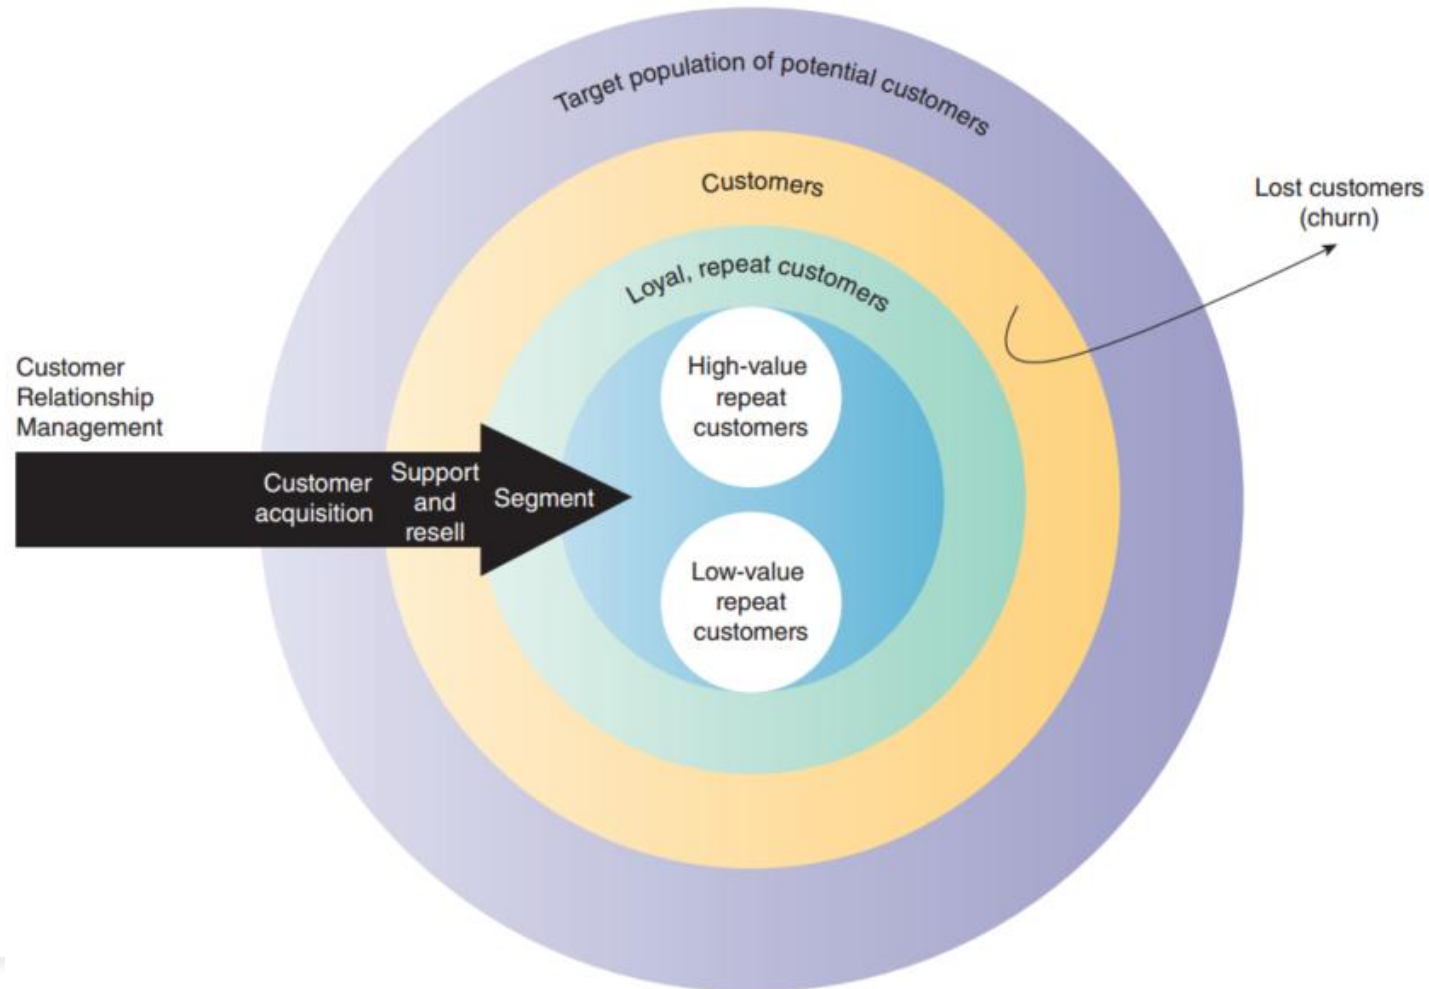 Target population of potential customers
Customers
Lost customers
(churn)
Loyal, repeat customers
High-value
repeat
customers
Customer
Relationship
Management
Customer
acquisition
Support
and
resell
Segment
Low-value
repeat
customers